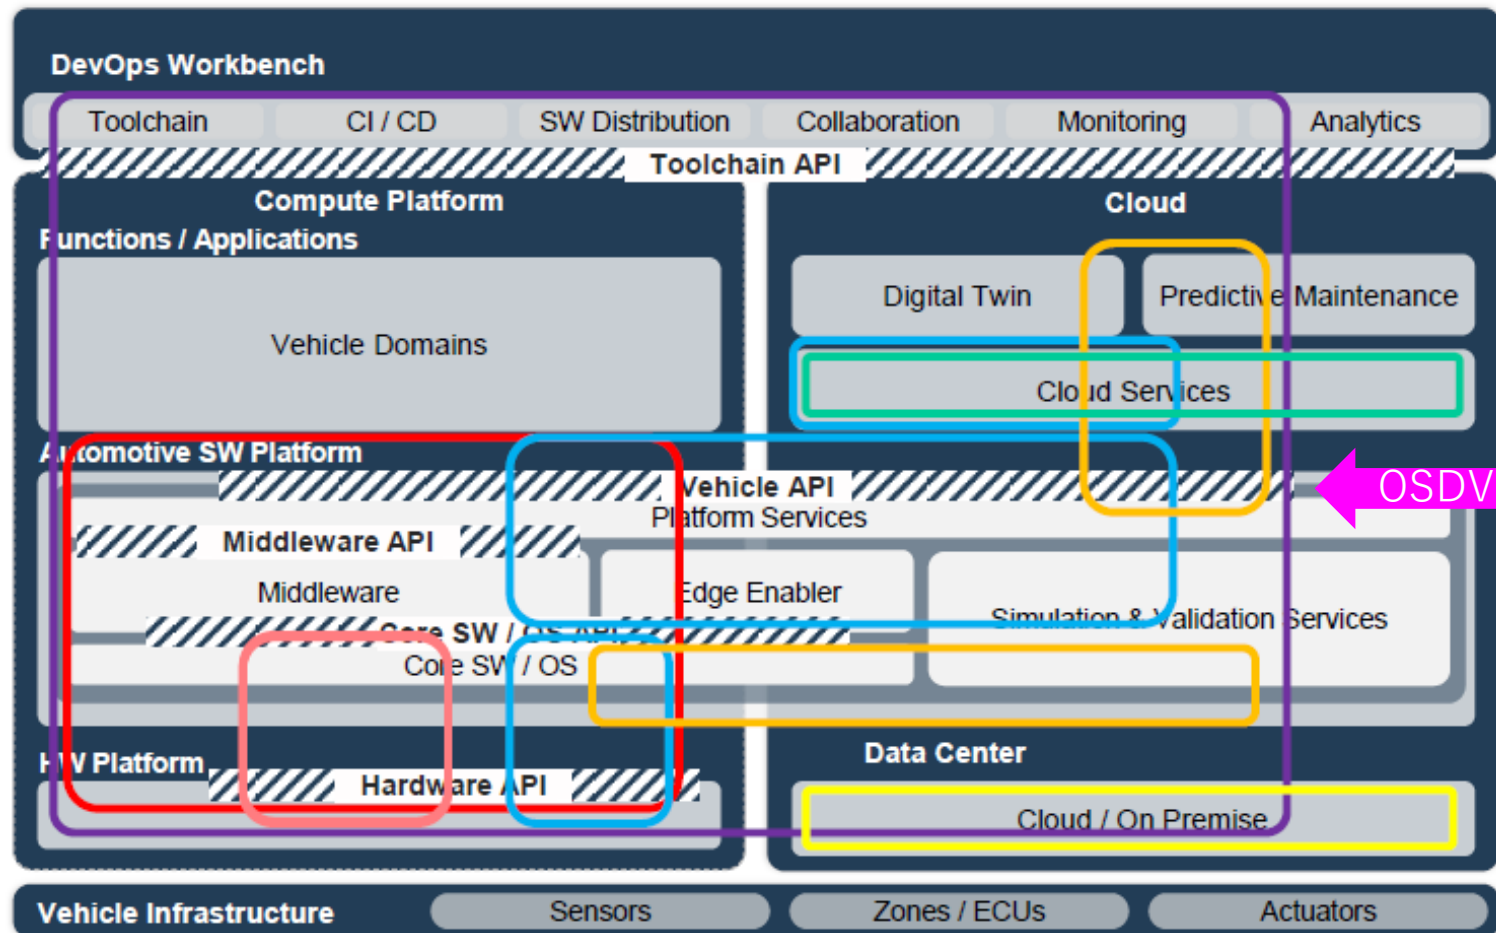 DevOps Workbench
Toolchain CI / CD SW Distribution Collaboration Monitoring Analytics
Toolchain API
Compute Platform
Functions / Applications
Vehicle Domains
Cloud
Digital Twin
Predictive Maintenance
Cloud Services
Automotive SW Platform
Vehicle API
OSDV
Platform Services
Middleware API
Middleware
Edge Enabler
Simulation & Validation Services
Core SW / OS API
Core SW / OS
HW Platform
Hardware API
Data Center
Cloud / On Premise
Vehicle Infrastructure Sensors Zones / ECUs Actuators